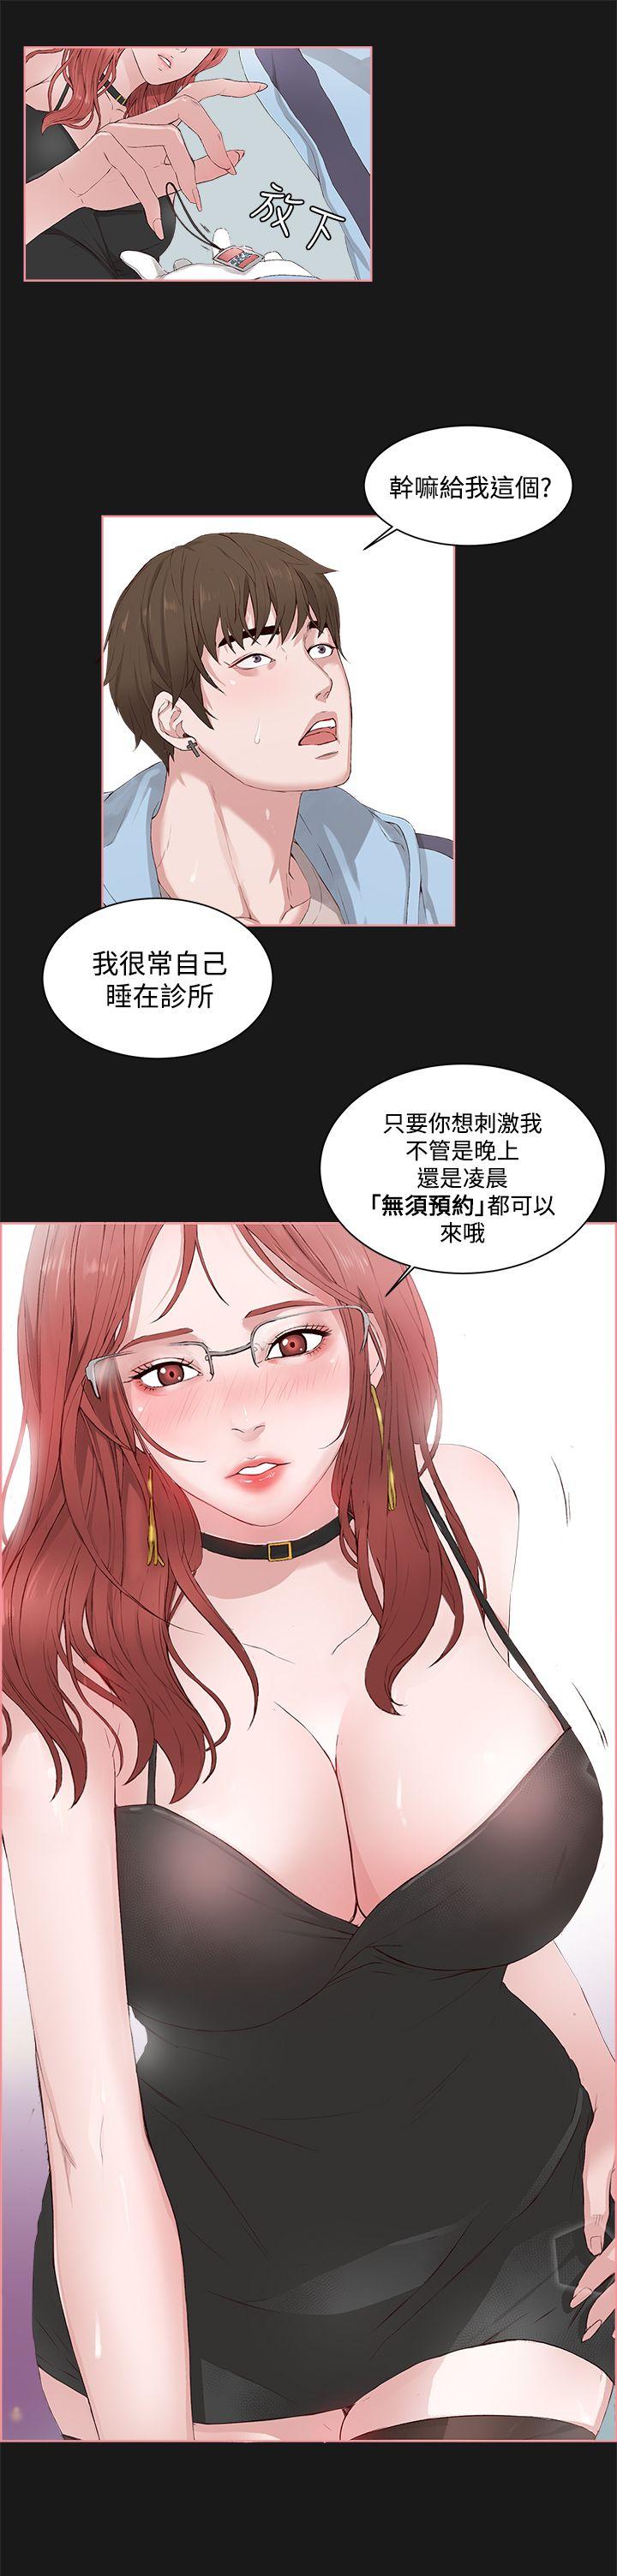 放下
幹嘛給我這個?
我很常自己
睡在診所
只要你想刺激我
不管是晚上
還是凌晨
「無須預約」都可以
來哦